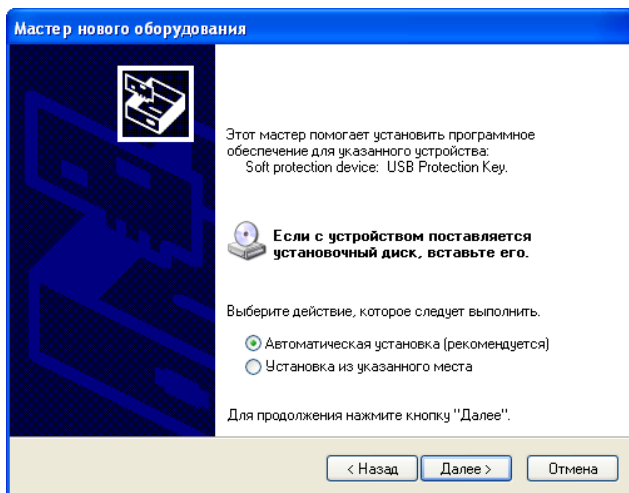 Мастер нового оборудования
Этот мастер помогает установить программное
обеспечение для указанного устройства:
Soft protection device: USB Protection Key.
Если с устройством поставляется
установочный диск, вставьте его.
Выберите действие, которое следует выполнить.
Автоматическая установка (рекомендуется)
Установка из указанного места
Для продолжения нажмите кнопку "Далее".
< Назад
Далее >
Отмена